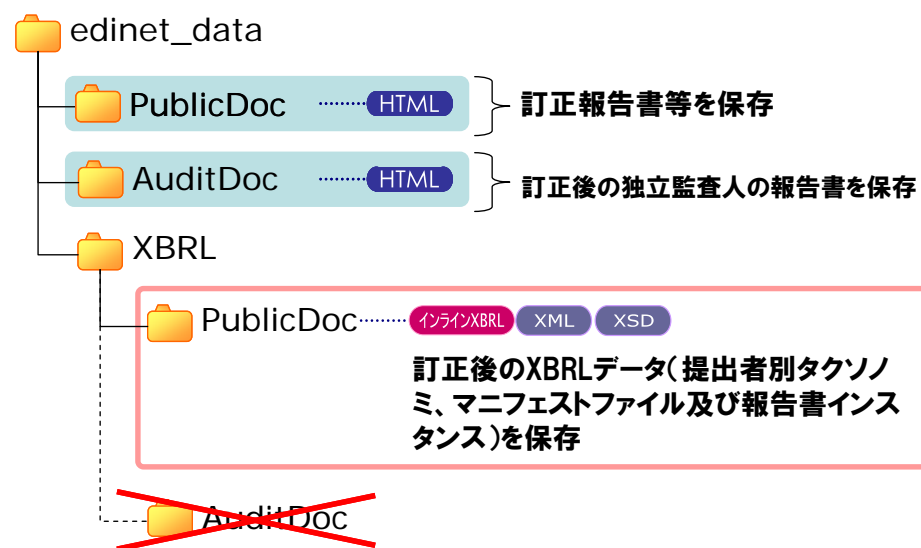 edinet_data
PublicDoc ……… HTML 訂正報告書等を保存
AuditDoc ……… HTML 訂正後の独立監査人の報告書を保存
XBRL
PublicDoc ……… インラインXBRL XML XSD
訂正後のXBRLデータ(提出者別タクソノ
ミ、マニフェストファイル及び報告書インス
タンス)を保存
AuditDoc